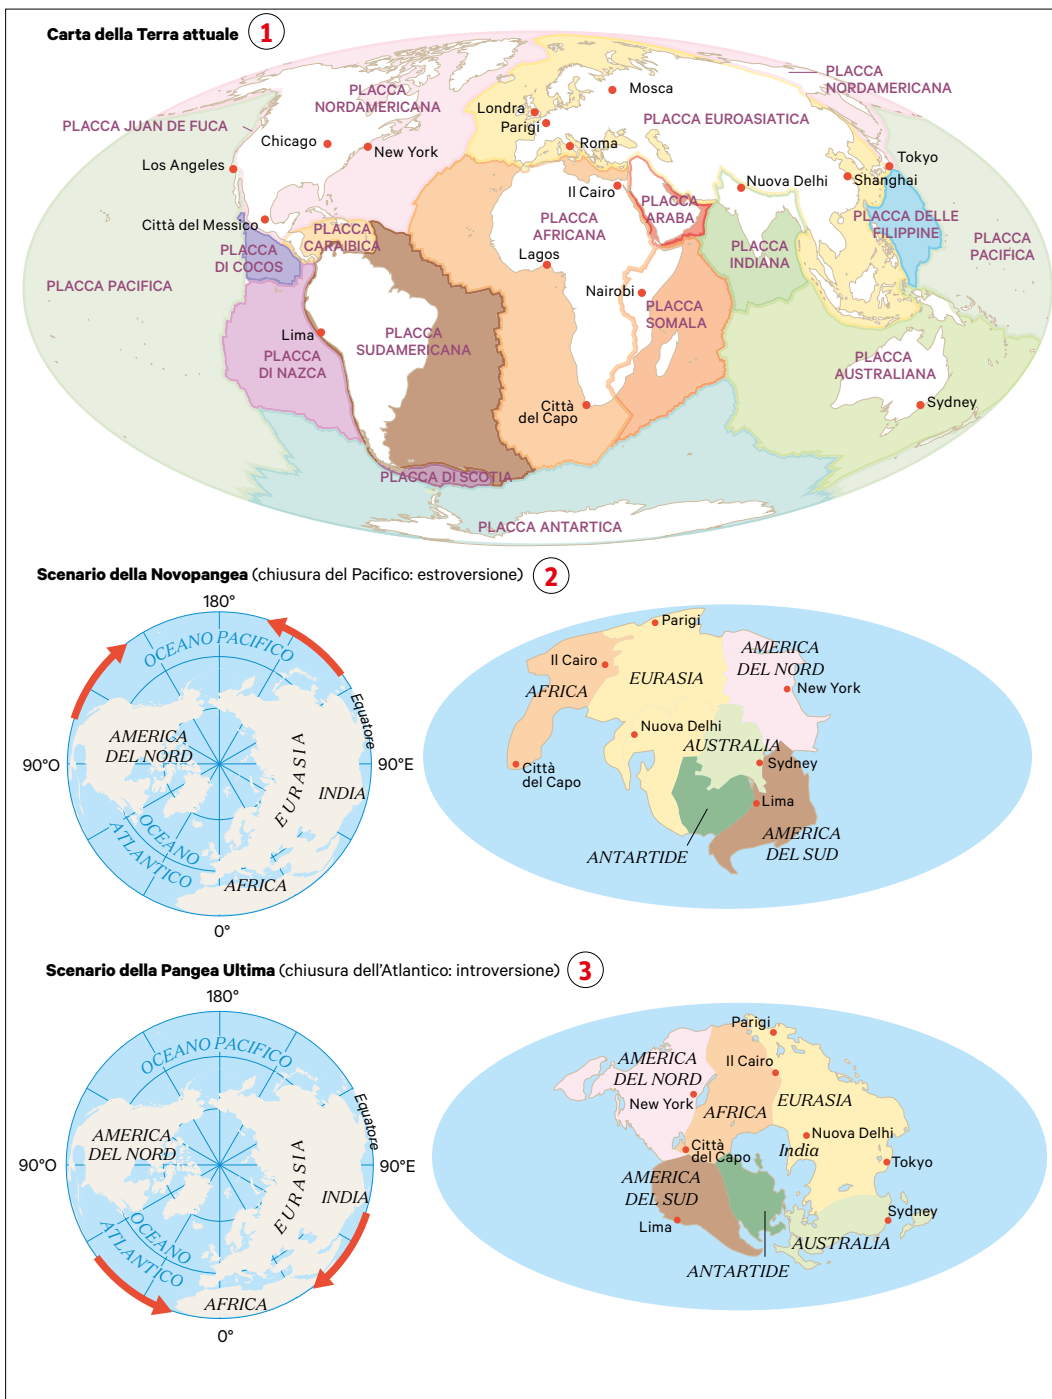 Carta della Terra attuale 1
PLACCA
NORDAMERICANA
PLACCA
NORDAMERICANA
Mosca
Londra
PLACCA EUROASIATICA
PLACCA JUAN DE FUCA
Parigi
Chicago
New York
Roma
Tokyo
Los Angeles
Il Cairo
Nuova Delhi
Shanghai
PLACCA
ARABA
Città del Messico
PLACCA
CARAIBICA
PLACCA
AFRICANA
PLACCA DELLE
FILIPPINE
PLACCA
DI COCOS
Lagos
PLACCA
INDIANA
PLACCA
PACIFICA
PLACCA PACIFICA
Nairobi
PLACCA
SOMALA
Lima
PLACCA
SUDAMERICANA
PLACCA
DI NAZCA
PLACCA
AUSTRALIANA
Città
del Capo
Sydney
PLACCA DI SCOTIA
PLACCA ANTARTICA
Scenario della Novopangea (chiusura del Pacifico: estroversione) 2
180°
OCEANO PACIFICO
Equatore
AMERICA
DEL NORD
EURASIA
90°O
90°E
INDIA
OCEANO
ATLANTICO
AFRICA
0°
Parigi
Il Cairo
AMERICA
DEL NORD
EURASIA
AFRICA
New York
Nuova Delhi
AUSTRALIA
Sydney
Città
del Capo
Lima
AMERICA
DEL SUD
ANTARTIDE
Scenario della Pangea Ultima (chiusura dell'Atlantico: introversione) 3
180°
OCEANO PACIFICO
Equatore
AMERICA
DEL NORD
EURASIA
90°O
90°E
INDIA
OCEANO
ATLANTICO
AFRICA
0°
Parigi
AMERICA
DEL NORD
Il Cairo
New York
AFRICA
EURASIA
Nuova Delhi
Città
del Capo
India
Tokyo
AMERICA
DEL SUD
Lima
Sydney
AUSTRALIA
ANTARTIDE